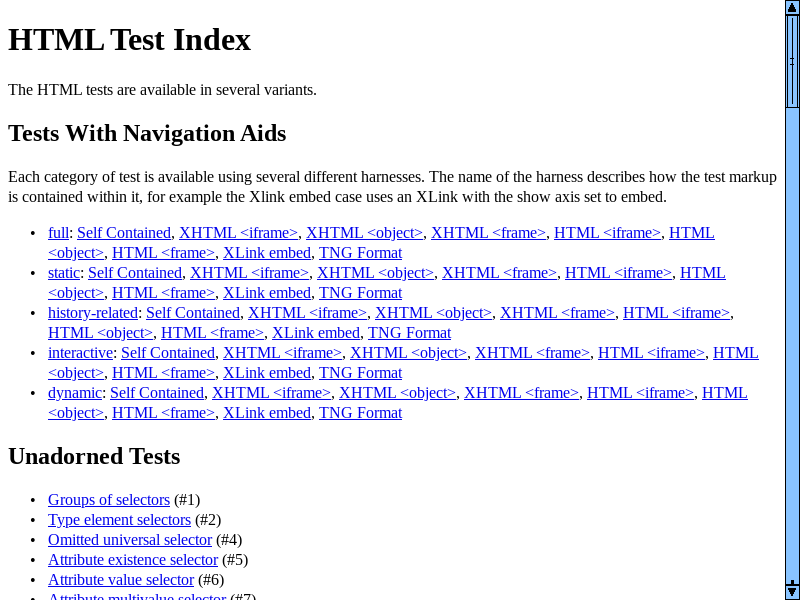 HTML Test Index
The HTML tests are available in several variants.
Tests With Navigation Aids
Each category of test is available using several different harnesses. The name of the harness describes how the test markup
is contained within it, for example the Xlink embed case uses an XLink with the show axis set to embed.
• full: Self Contained, XHTML <iframe>, XHTML <object>, XHTML <frame>, HTML <iframe>, HTML
<object>, HTML <frame>, XLink embed, TNG Format
• static: Self Contained, XHTML <iframe>, XHTML <object>, XHTML <frame>, HTML <iframe>, HTML
<object>, HTML <frame>, XLink embed, TNG Format
• history-related: Self Contained, XHTML <iframe>, XHTML <object>, XHTML <frame>, HTML <iframe>,
HTML <object>, HTML <frame>, XLink embed, TNG Format
• interactive: Self Contained, XHTML <iframe>, XHTML <object>, XHTML <frame>, HTML <iframe>, HTML
<object>, HTML <frame>, XLink embed, TNG Format
• dynamic: Self Contained, XHTML <iframe>, XHTML <object>, XHTML <frame>, HTML <iframe>, HTML
<object>, HTML <frame>, XLink embed, TNG Format
Unadorned Tests
• Groups of selectors (#1)
• Type element selectors (#2)
• Omitted universal selector (#4)
• Attribute existence selector (#5)
• Attribute value selector (#6)
• Attribute multivalue selector (#7)